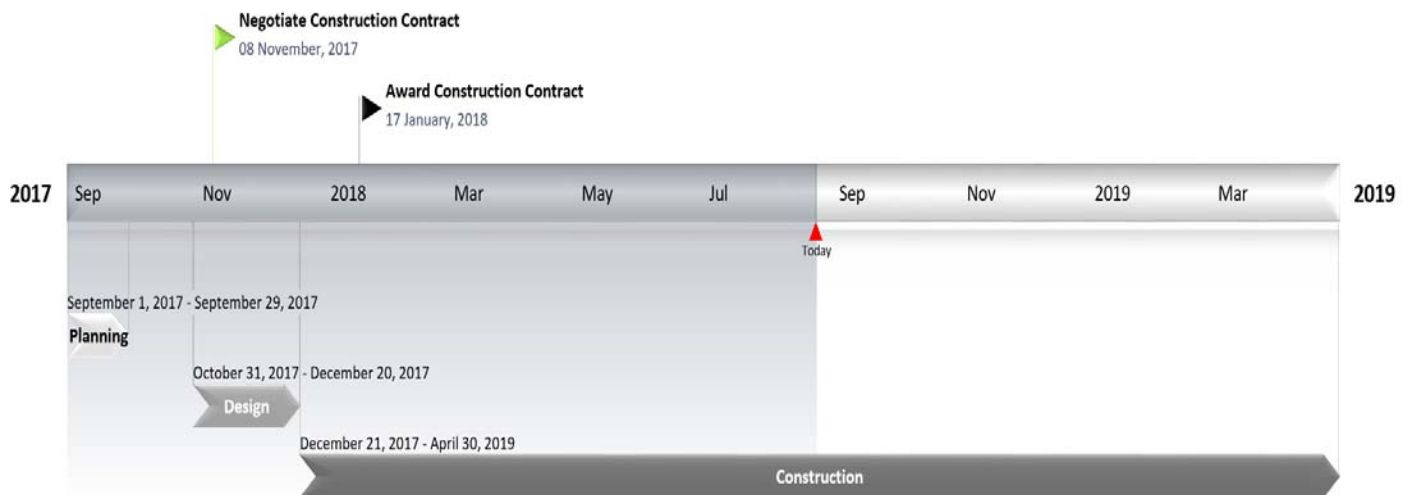 Negotiate Construction Contract
08 November, 2017
Award Construction Contract
17 January, 2018
2017 Sep Nov 2018 Mar May Jul Sep Nov 2019 Mar 2019
Today
September 1, 2017 - September 29, 2017
Planning
October 31, 2017 - December 20, 2017
Design
December 21, 2017 - April 30, 2019
Construction